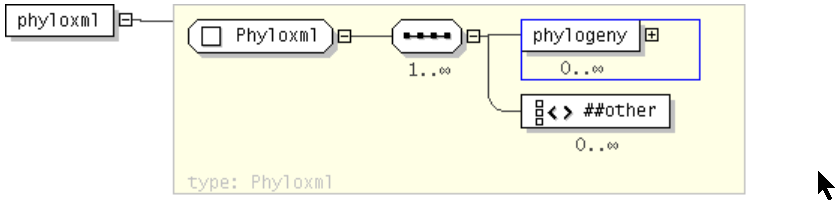 phyloxml
Phyloxml
1..∞
phylogeny
0..∞
##other
0..∞
type: Phyloxml